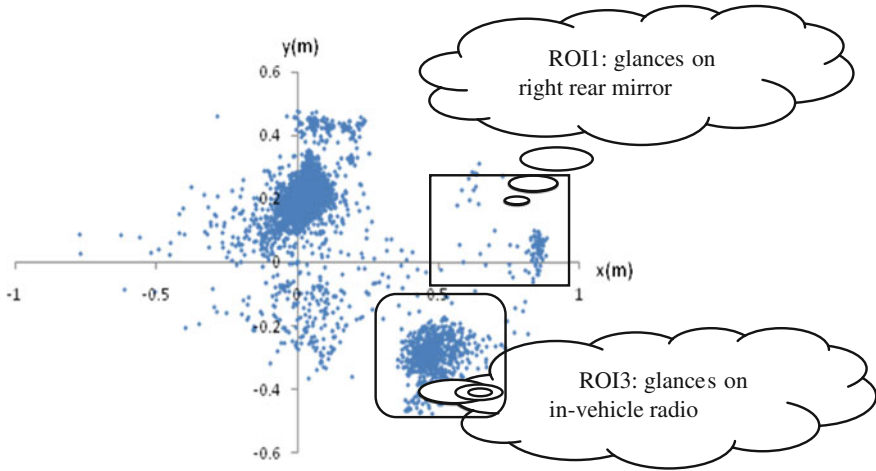 y(m)
ROI1: glances on
right rear mirror
0.6
0.4
0.2
0
-1
-0.5
0
0.5
1
x(m)
-0.2
-0.4
-0.6
ROI3: glances on
in-vehicle radio